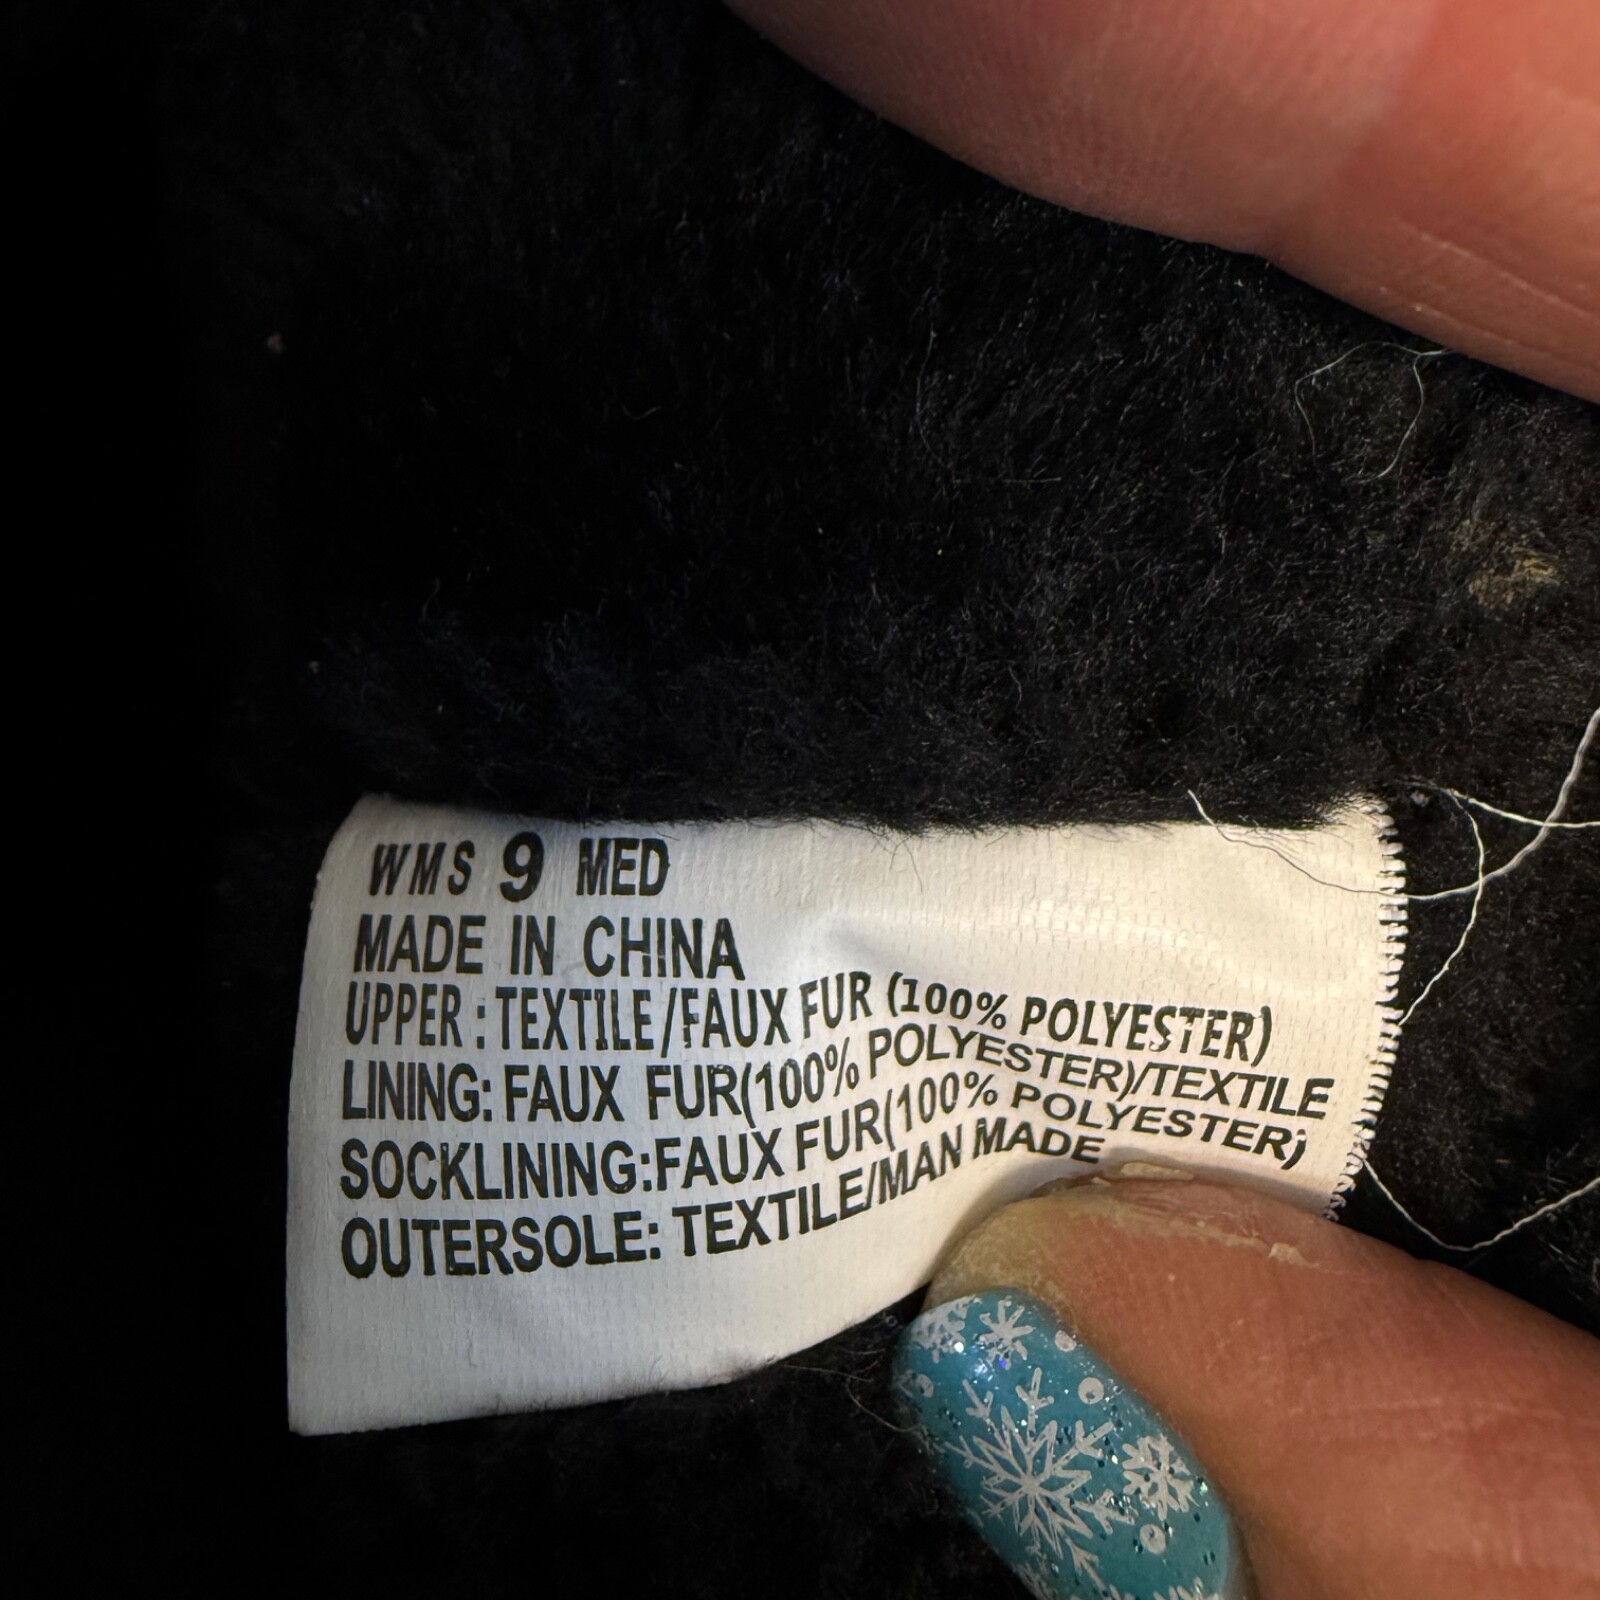 WMS 9 MED
MADE IN CHINA
UPPER : TEXTILE/FAUX FUR (100% POLYESTER)
LINING: FAUX FUR(100% POLYESTER)/TEXTILE
SOCKLINING:FAUX FUR(100% POLYESTER)
OUTERSOLE: TEXTILE/MAN MADE